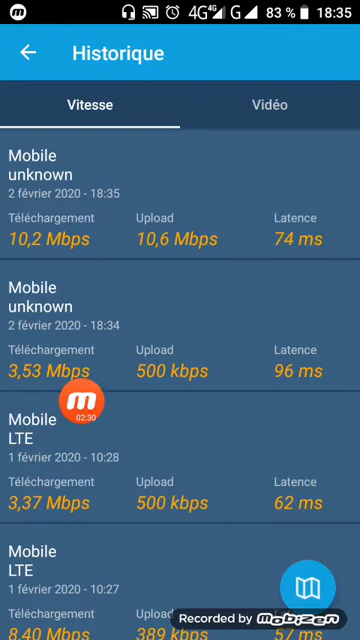 4G 4G G 83 % 18:35
Historique
Vitesse Vidéo
Mobile
unknown
2 février 2020 - 18:35
Téléchargement Upload Latence
10,2 Mbps 10,6 Mbps 74 ms
Mobile
unknown
2 février 2020 - 18:34
Téléchargement Upload Latence
3,53 Mbps 500 kbps 96 ms
02:30
Mobile
LTE
1 février 2020 - 10:28
Téléchargement Upload Latence
3,37 Mbps 500 kbps 62 ms
Mobile
LTE
1 février 2020 - 10:27
Téléchargement Upload
8,40 Mbps 389 kbps 57 ms
Recorded by mobizen